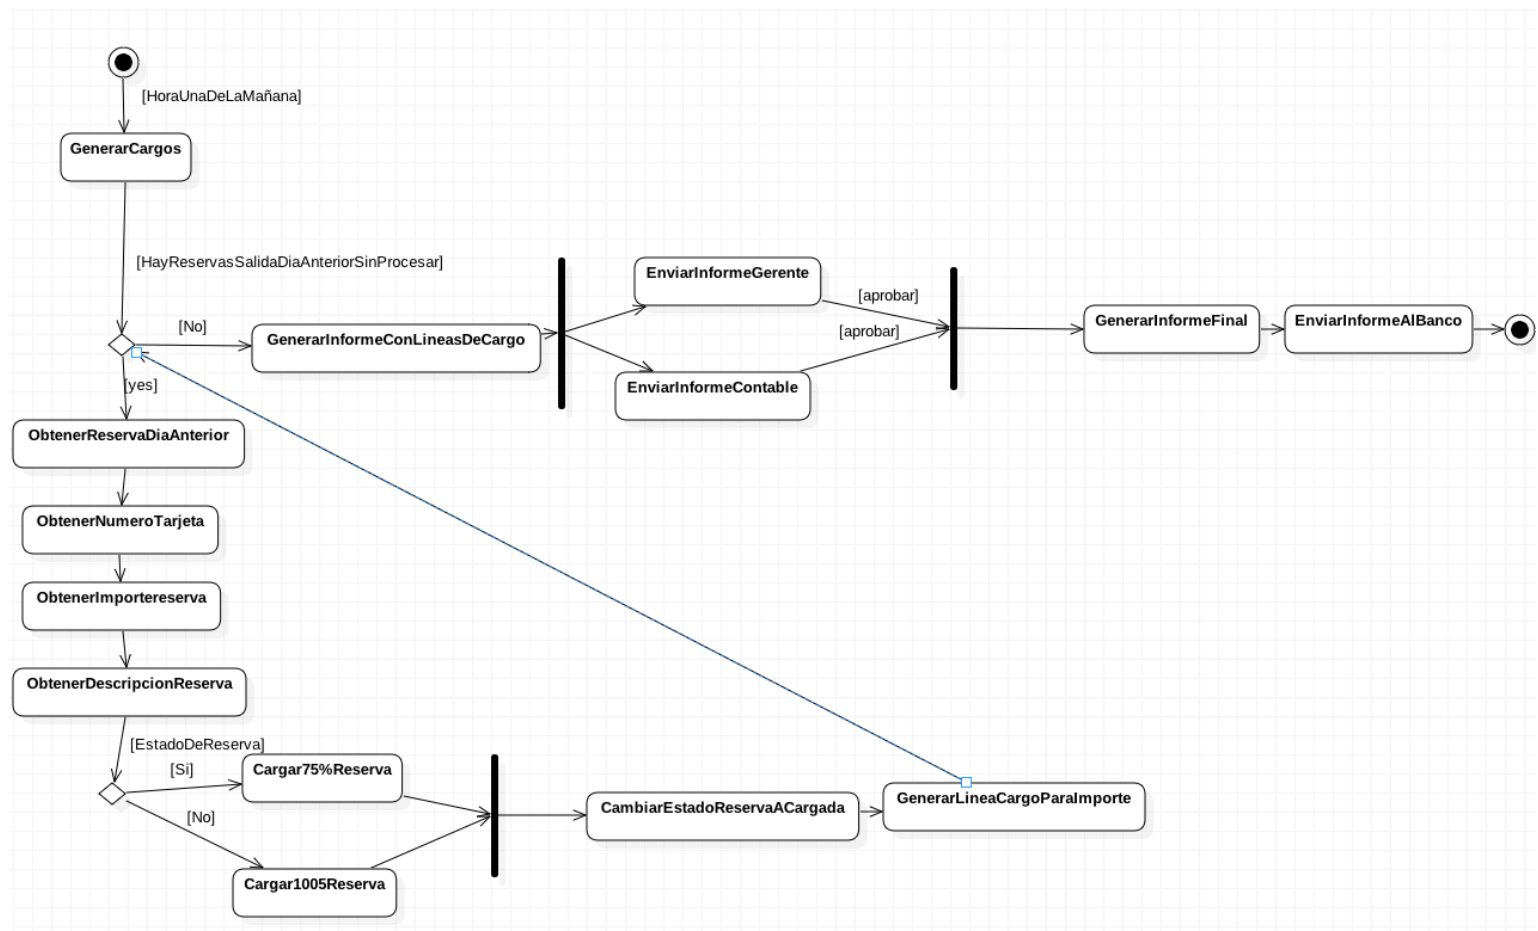 [HoraUnaDeLaMañana]
GenerarCargos
[HayReservasSalidaDiaAnteriorSinProcesar]
[No]
GenerarInformeConLineasDeCargo
EnviarInformeGerente
[aprobar]
[aprobar]
EnviarInformeContable
GenerarInformeFinal
EnviarInformeAlBanco
[yes]
ObtenerReservaDiaAnterior
ObtenerNumeroTarjeta
ObtenerImportereserva
ObtenerDescripcionReserva
[EstadoDeReserva]
[Si]
Cargar75%Reserva
[No]
Cargar1005Reserva
CambiarEstadoReservaACargada
GenerarLineaCargoParaImporte